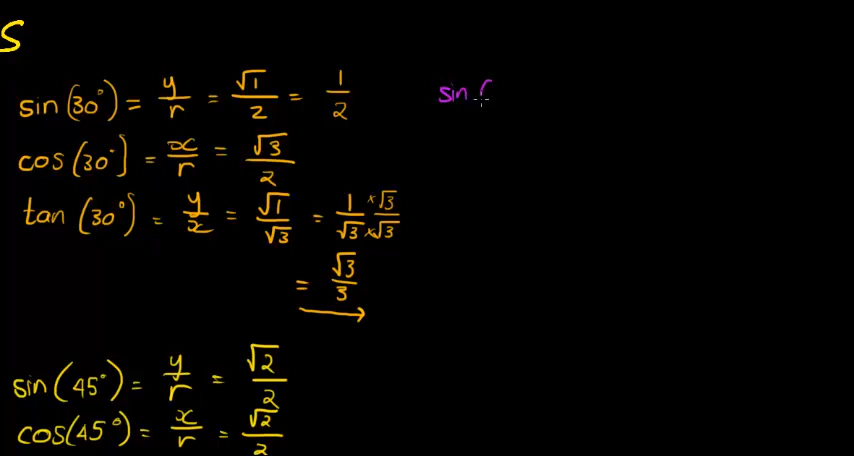 S
sin (30°) = y/r = √1/2 = 1/2
sin (
cos (30°) = x/r = √3/2
tan (30°) = y/x = √1/√3 = 1/√3 ×√3/×√3
= √3/3
sin (45°) = y/r = √2/2
cos(45°) = x/r = √2/2